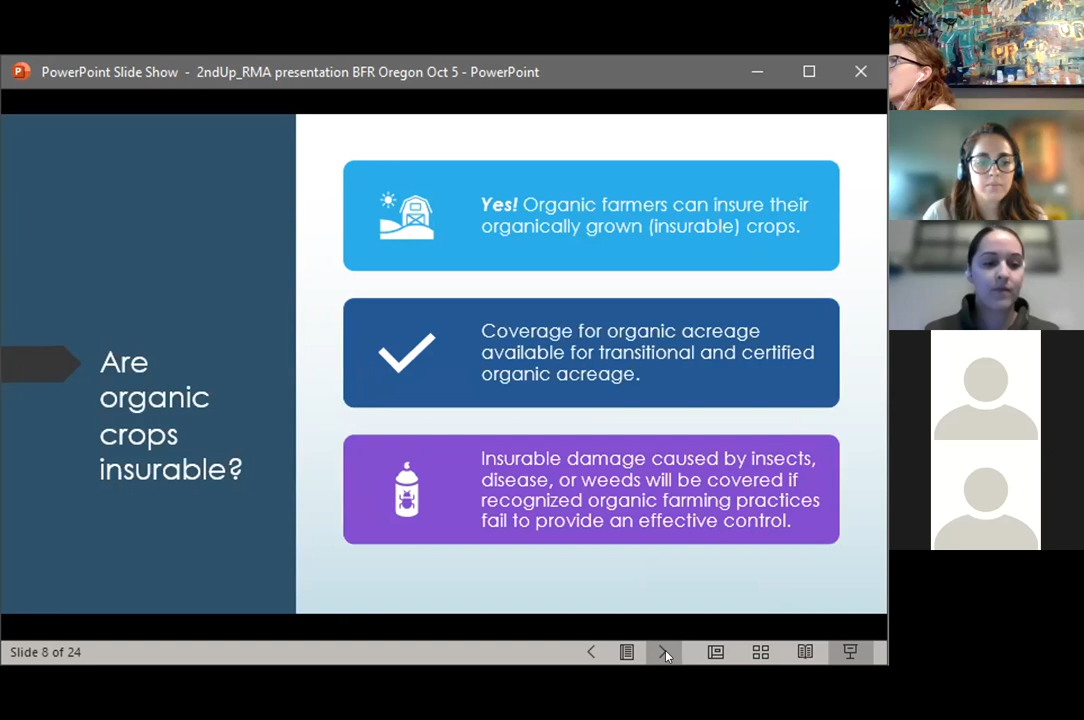 PowerPoint Slide Show - 2ndUp_RMA presentation BFR Oregon Oct 5 - PowerPoint
Are
organic
crops
insurable?
Yes! Organic farmers can insure their
organically grown (insurable) crops.
Coverage for organic acreage
available for transitional and certified
organic acreage.
Insurable damage caused by insects,
disease, or weeds will be covered if
recognized organic farming practices
fail to provide an effective control.
Slide 8 of 24